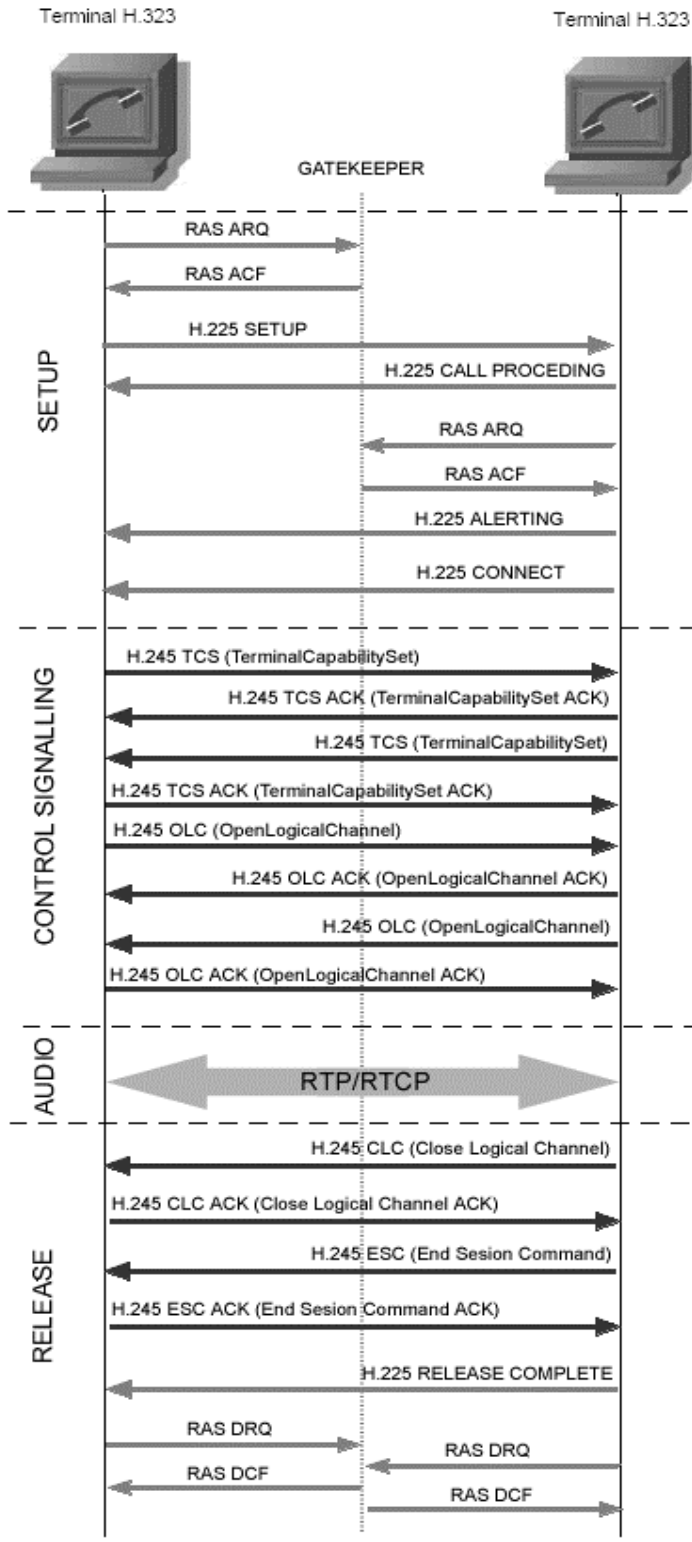 Terminal H.323
Terminal H.323
GATEKEEPER
SETUP
RAS ARQ
RAS ACF
H.225 SETUP
H.225 CALL PROCEDING
RAS ARQ
RAS ACF
H.225 ALERTING
H.225 CONNECT
CONTROL SIGNALLING
H.245 TCS (TerminalCapabilitySet)
H.245 TCS ACK (TerminalCapabilitySet ACK)
H.245 TCS (TerminalCapabilitySet)
H.245 TCS ACK (TerminalCapabilitySet ACK)
H.245 OLC (OpenLogicalChannel)
H.245 OLC ACK (OpenLogicalChannel ACK)
H.245 OLC (OpenLogicalChannel)
H.245 OLC ACK (OpenLogicalChannel ACK)
AUDIO
RTP/RTCP
RELEASE
H.245 CLC (Close Logical Channel)
H.245 CLC ACK (Close Logical Channel ACK)
H.245 ESC (End Sesion Command)
H.245 ESC ACK (End Sesion Command ACK)
H.225 RELEASE COMPLETE
RAS DRQ
RAS DRQ
RAS DCF
RAS DCF